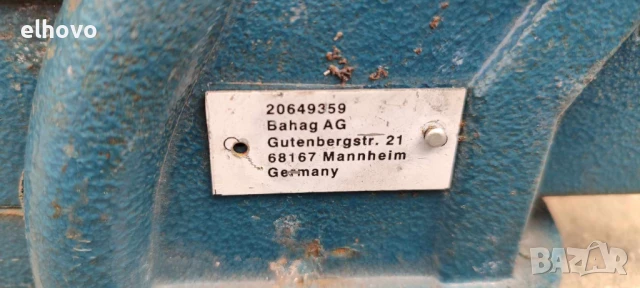 elhovo
20649359
Bahag AG
Gutenbergstr. 21
68167 Mannheim
Germany
BAZAR